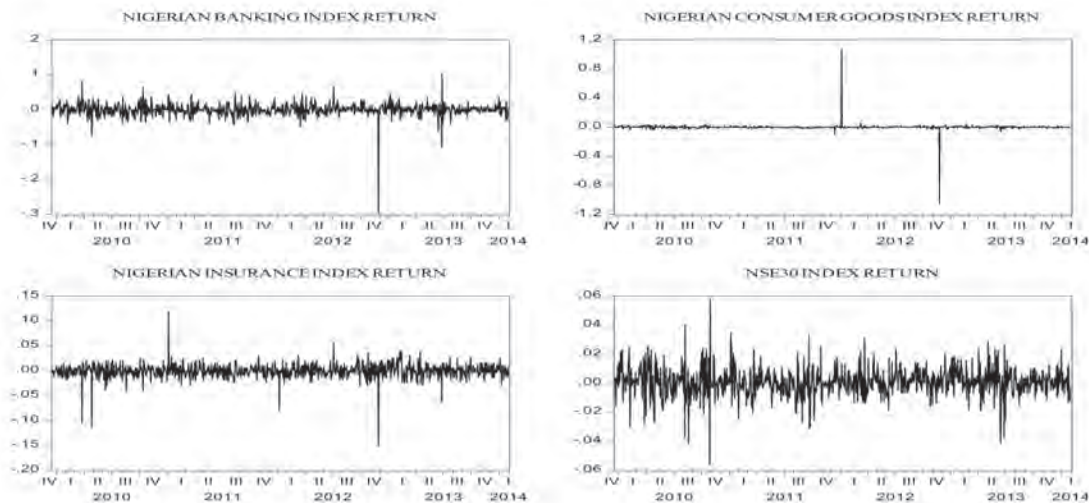 NIGERIAN BANKING INDEX RETURN
.2
.1
.0
-.1
-.2
-.3
IV I II III IV I II III IV I II III IV I II III IV I
2010 2011 2012 2013 2014
NIGERIAN CONSUMER GOODS INDEX RETURN
1.2
0.8
0.4
0.0
-0.4
-0.8
-1.2
IV I II III IV I II III IV I II III IV I II III IV I
2010 2011 2012 2013 2014
NIGERIAN INSURANCE INDEX RETURN
.15
.10
.05
.00
-.05
-.10
-.15
-.20
IV I II III IV I II III IV I II III IV I II III IV I
2010 2011 2012 2013 2014
NSE30 INDEX RETURN
.06
.04
.02
.00
-.02
-.04
-.06
IV I II III IV I II III IV I II III IV I II III IV I
2010 2011 2012 2013 2014